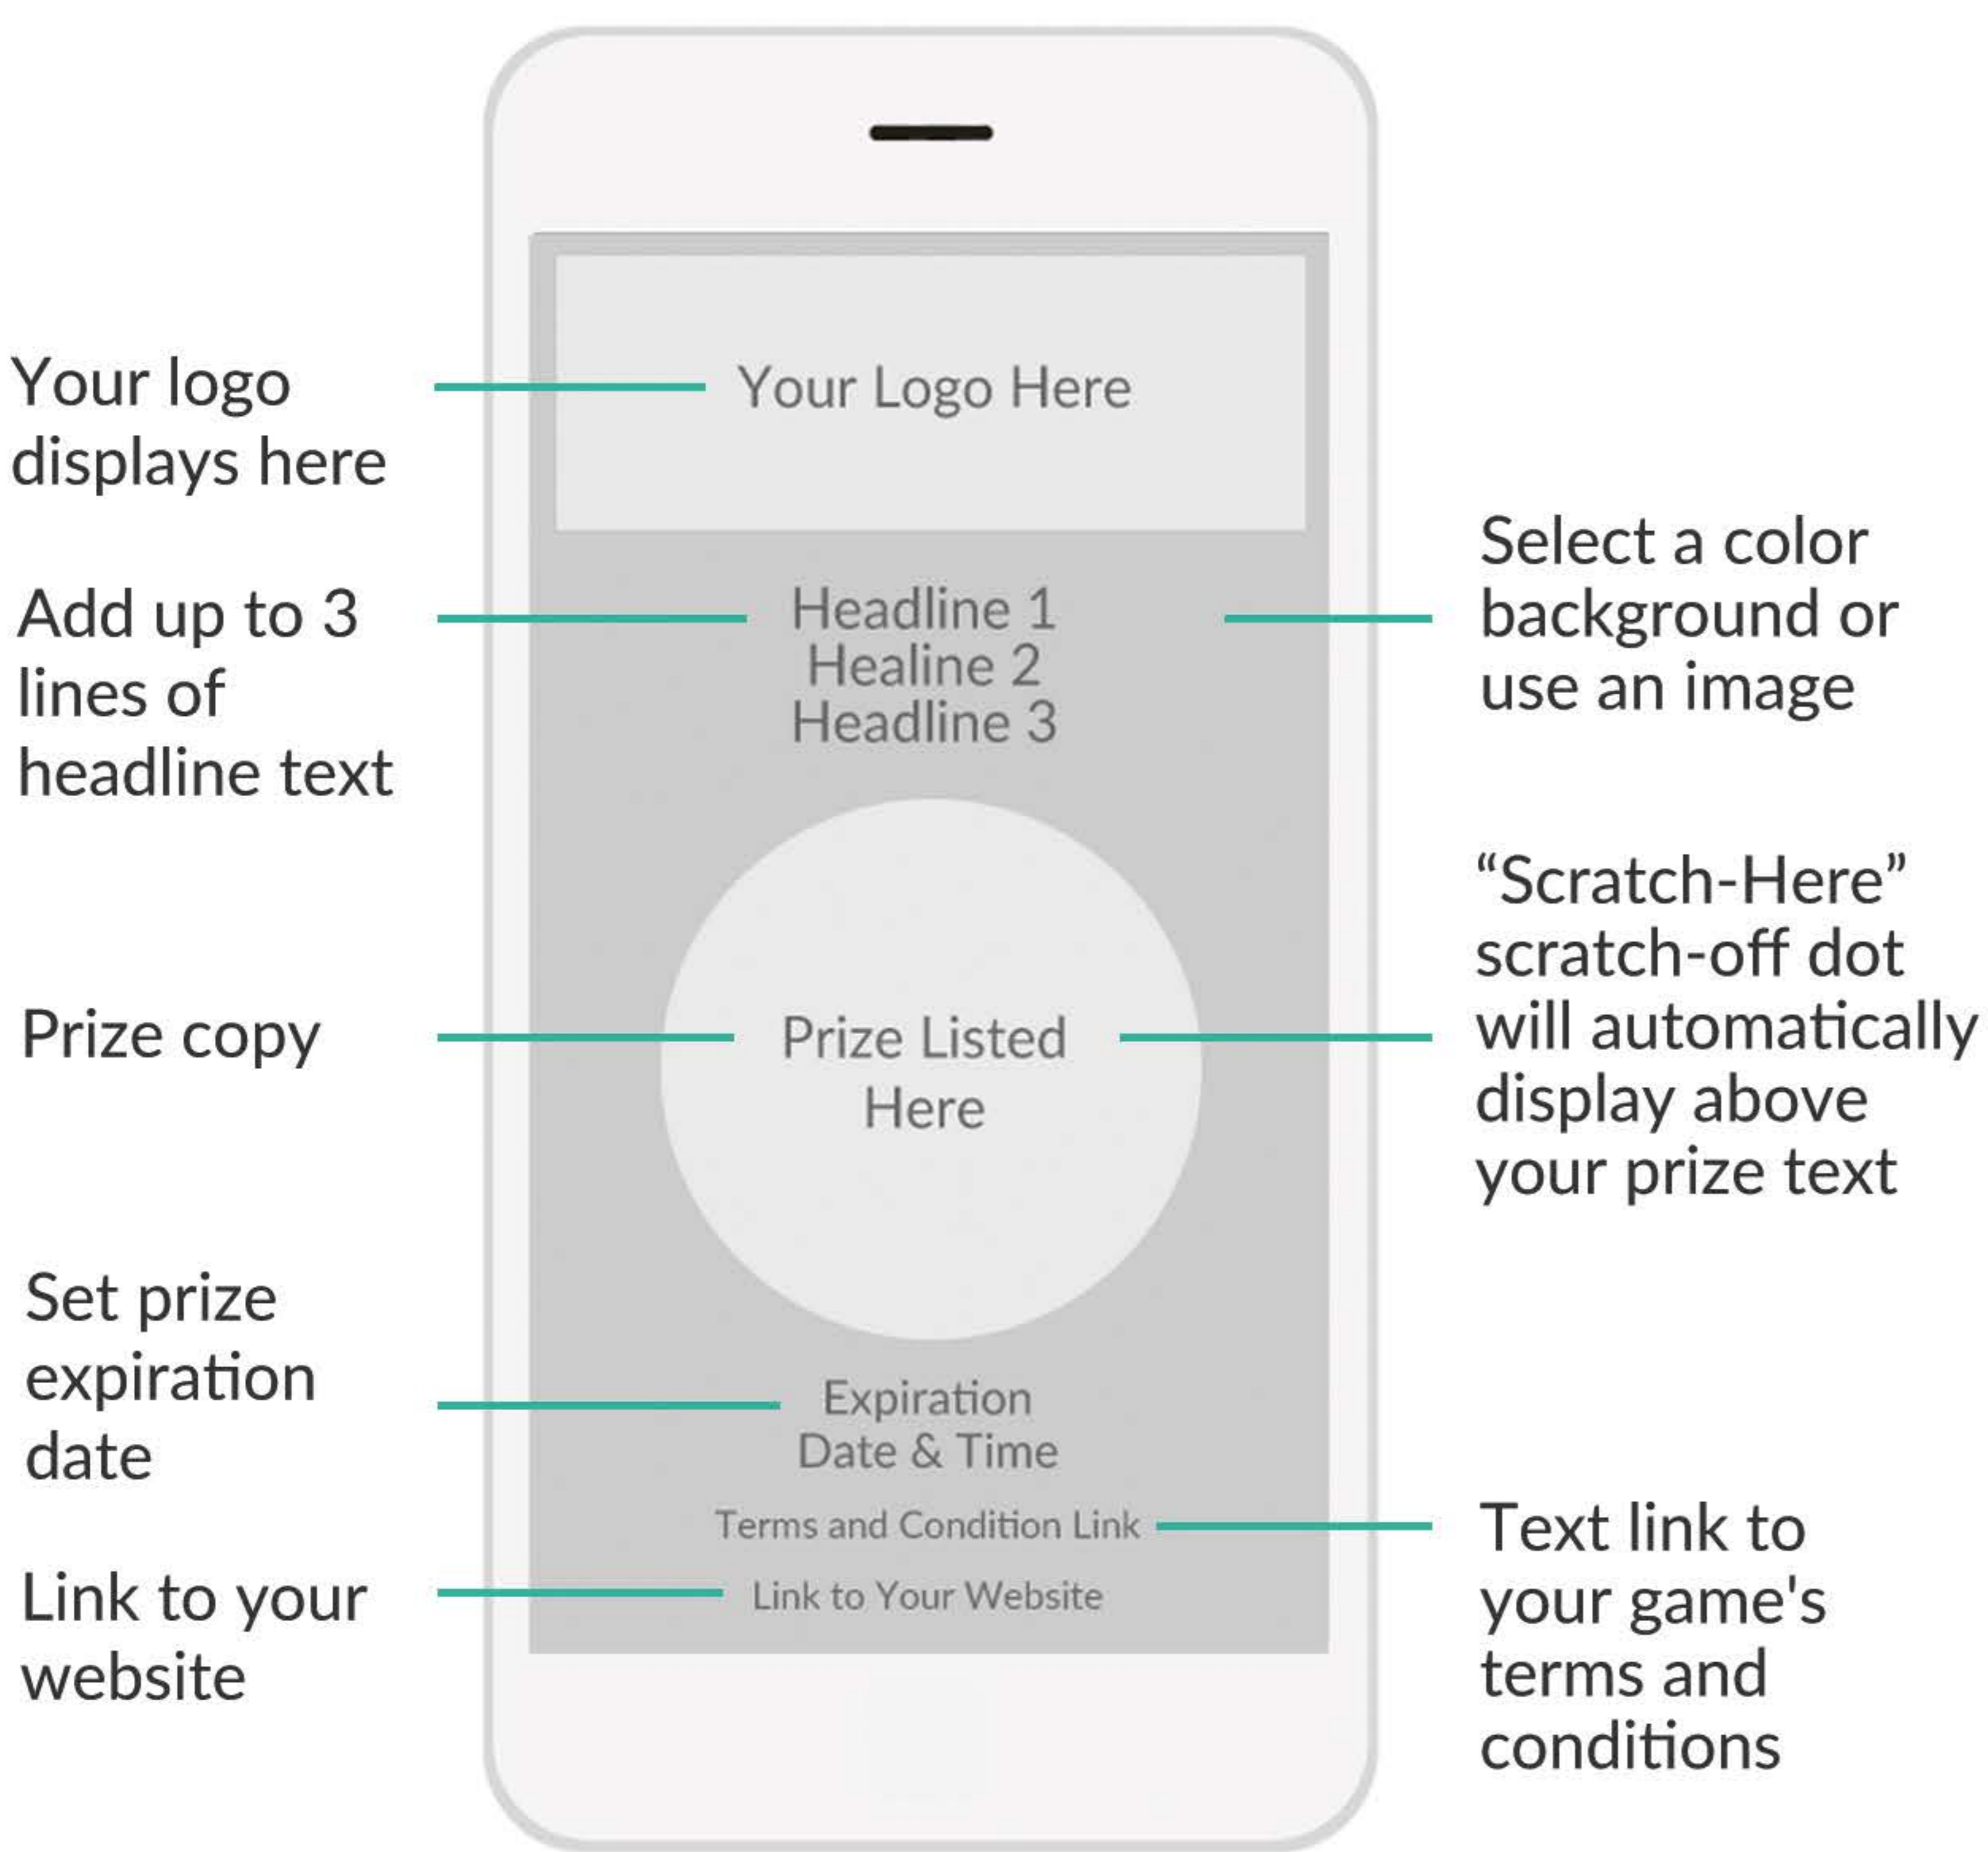 Your logo
displays here
Add up to 3
lines of
headline text
Prize copy
Set prize
expiration
date
Link to your
website
Your Logo Here
Headline 1
Healine 2
Headline 3
Prize Listed
Here
Expiration
Date & Time
Terms and Condition Link
Link to Your Website
Select a color
background or
use an image
“Scratch-Here”
scratch-off dot
will automatically
display above
your prize text
Text link to
your game's
terms and
conditions